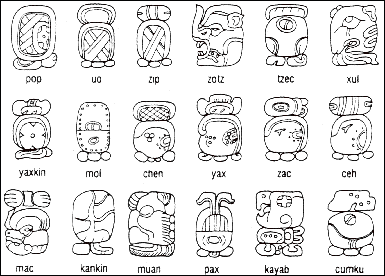 pop uo zip zotz tzec xul
yaxkin mol chen yax zac ceh
mac kankin muan pax kayab cumku